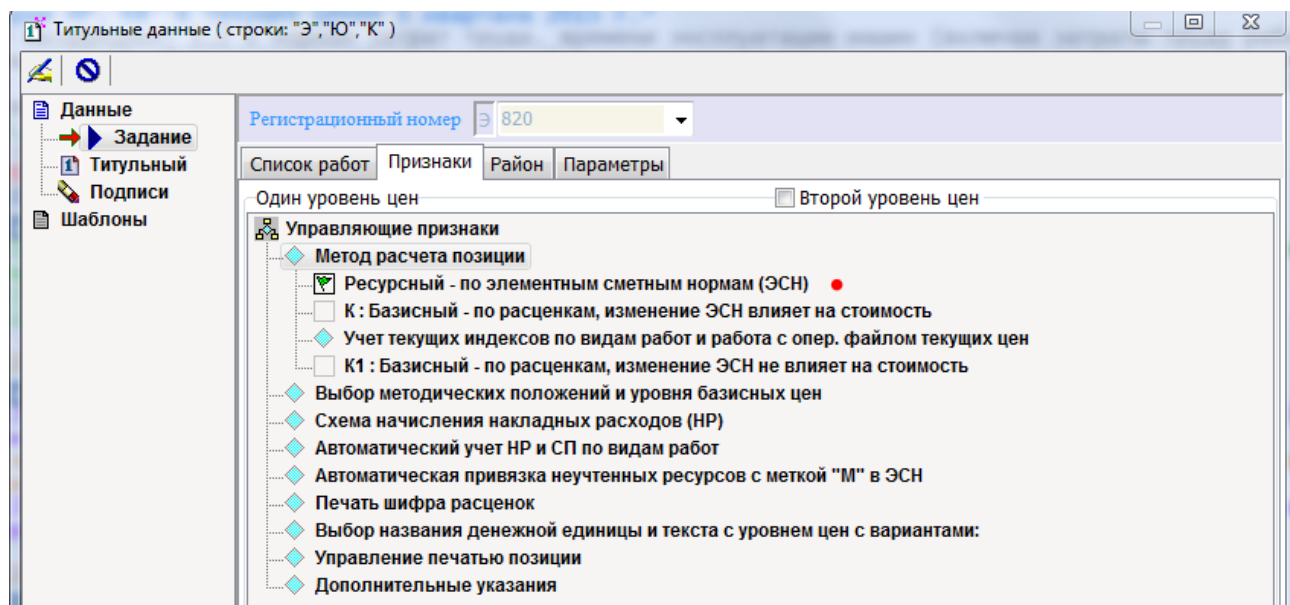 Титульные данные ( строки: "Э","Ю","К" )
Данные
Задание
Титульный
Подписи
Шаблоны
Регистрационный номер Э 820
Список работ Признаки Район Параметры
Один уровень цен Второй уровень цен
Управляющие признаки
Метод расчета позиции
Ресурсный - по элементным сметным нормам (ЭСН)
К : Базисный - по расценкам, изменение ЭСН влияет на стоимость
Учет текущих индексов по видам работ и работа с опер. файлом текущих цен
К1 : Базисный - по расценкам, изменение ЭСН не влияет на стоимость
Выбор методических положений и уровня базисных цен
Схема начисления накладных расходов (НР)
Автоматический учет НР и СП по видам работ
Автоматическая привязка неучтенных ресурсов с меткой "М" в ЭСН
Печать шифра расценок
Выбор названия денежной единицы и текста с уровнем цен с вариантами:
Управление печатью позиции
Дополнительные указания